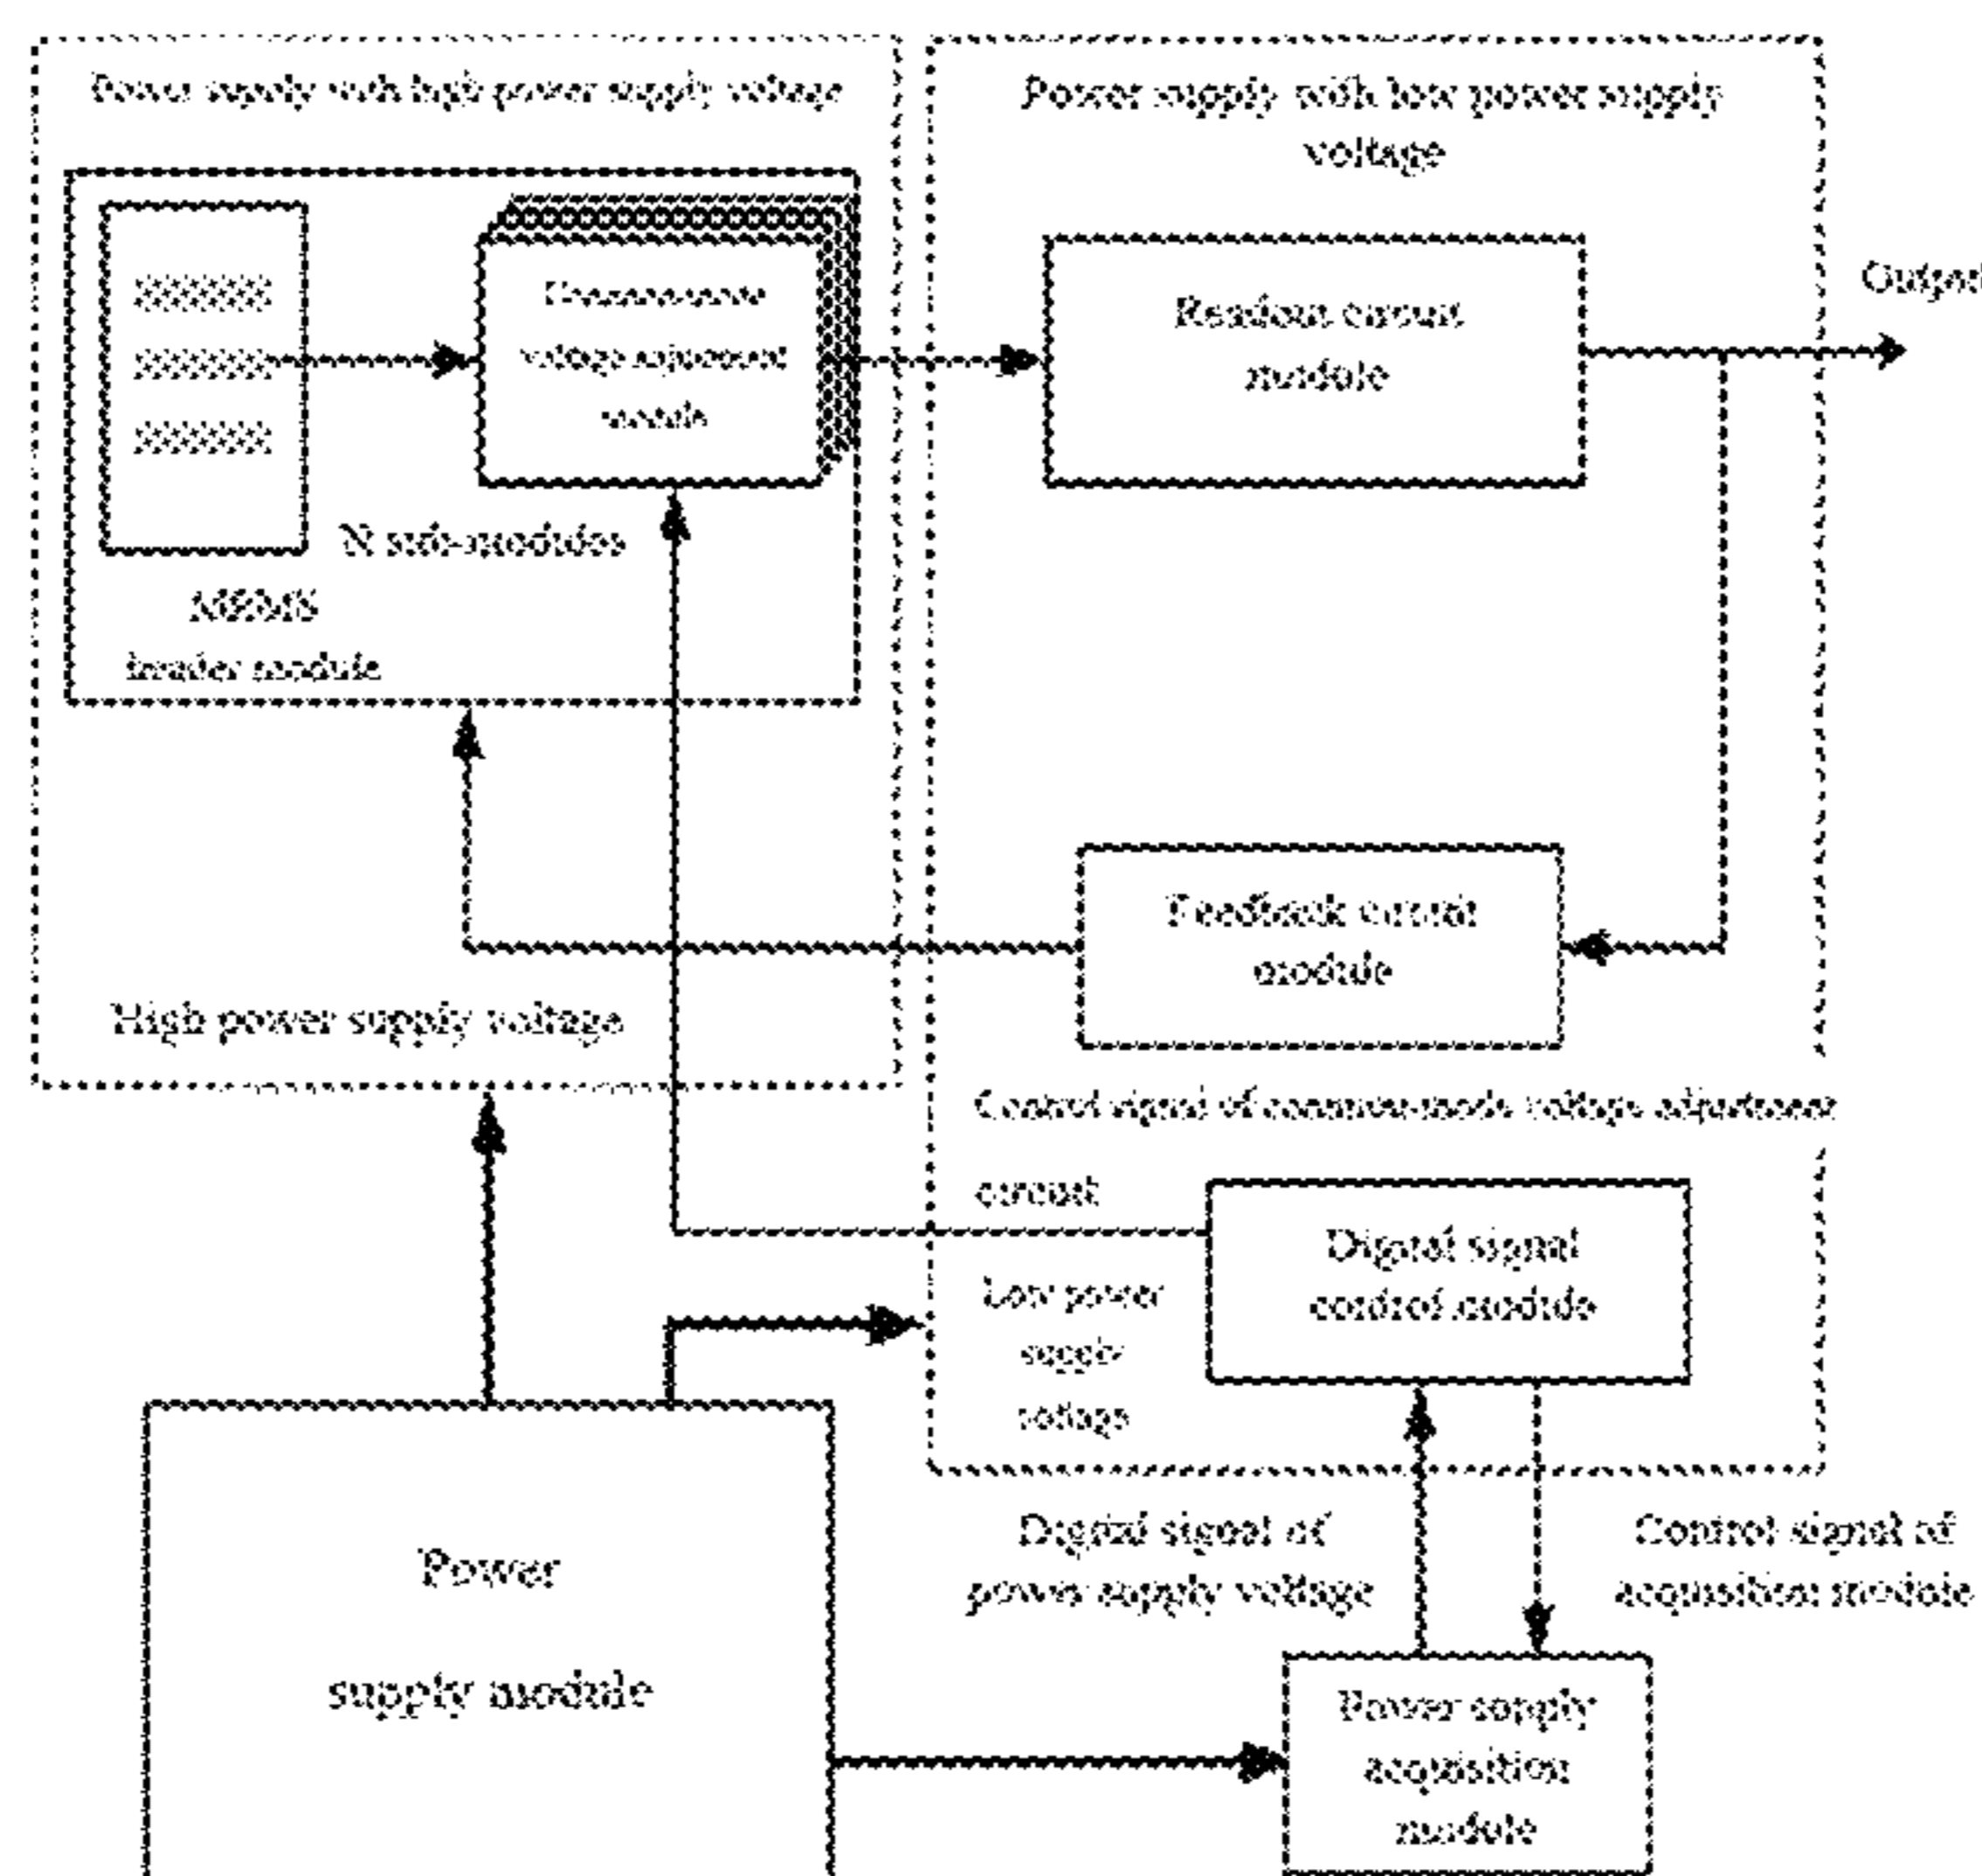 Power supply with high power supply voltage
Power supply with low power supply
voltage
Common-mode
voltage adjustment
module
N sub-modules
MEMS
header module
Readout circuit
module
Output
Feedback circuit
module
High power supply voltage
Control signal of common-mode voltage adjustment
circuit
Digital signal
control module
Low power
supply
voltage
Digital signal of
power supply voltage
Control signal of
acquisition module
Power
supply module
Power supply
acquisition
module